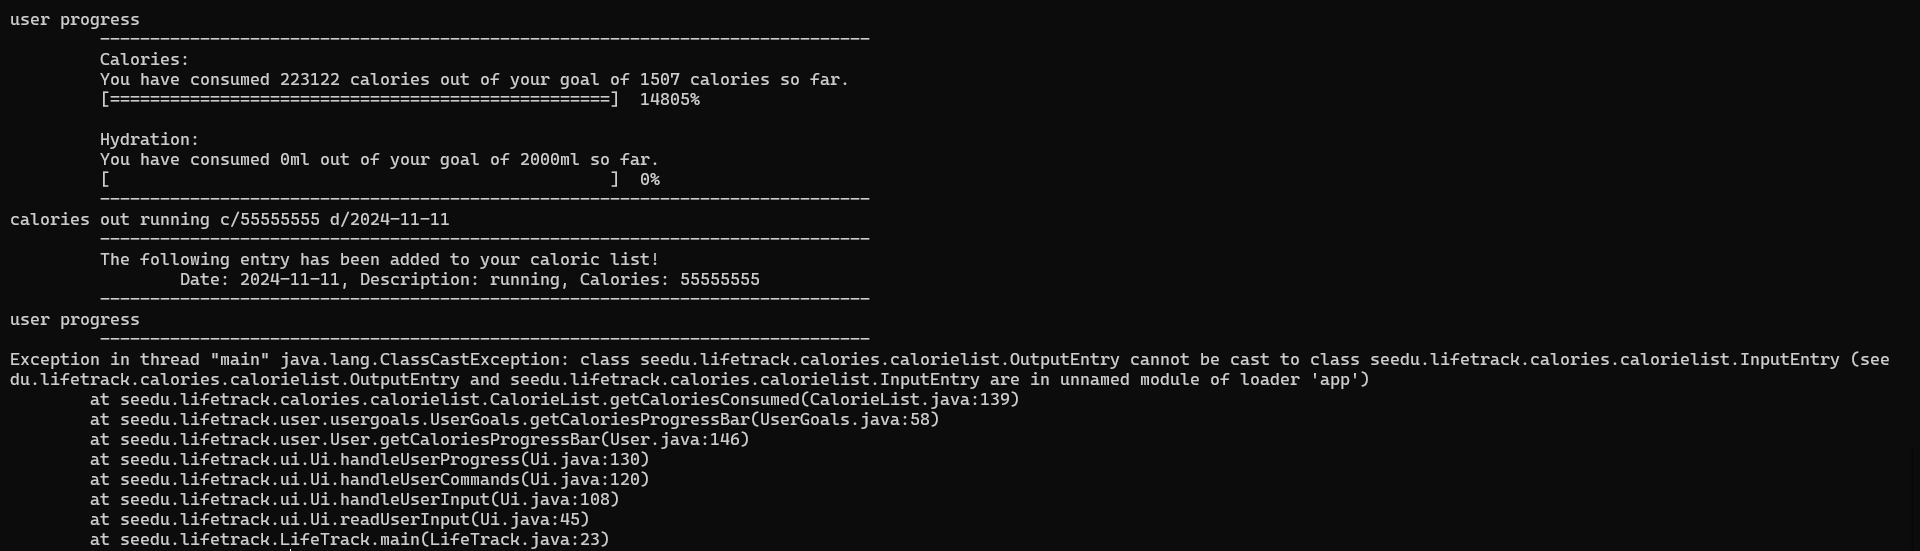 user progress
-----------------------------------------------------------------------------
Calories:
You have consumed 223122 calories out of your goal of 1507 calories so far.
[==================================================]  14805%
Hydration:
You have consumed 0ml out of your goal of 2000ml so far.
[                                                  ]  0%
-----------------------------------------------------------------------------
calories out running c/55555555 d/2024-11-11
-----------------------------------------------------------------------------
The following entry has been added to your caloric list!
Date: 2024-11-11, Description: running, Calories: 55555555
-----------------------------------------------------------------------------
user progress
-----------------------------------------------------------------------------
Exception in thread "main" java.lang.ClassCastException: class seedu.lifetrack.calories.calorielist.OutputEntry cannot be cast to class seedu.lifetrack.calories.calorielist.InputEntry (see
du.lifetrack.calories.calorielist.OutputEntry and seedu.lifetrack.calories.calorielist.InputEntry are in unnamed module of loader 'app')
at seedu.lifetrack.calories.calorielist.CalorieList.getCaloriesConsumed(CalorieList.java:139)
at seedu.lifetrack.user.usergoals.UserGoals.getCaloriesProgressBar(UserGoals.java:58)
at seedu.lifetrack.user.User.getCaloriesProgressBar(User.java:146)
at seedu.lifetrack.ui.Ui.handleUserProgress(Ui.java:130)
at seedu.lifetrack.ui.Ui.handleUserCommands(Ui.java:120)
at seedu.lifetrack.ui.Ui.handleUserInput(Ui.java:108)
at seedu.lifetrack.ui.Ui.readUserInput(Ui.java:45)
at seedu.lifetrack.LifeTrack.main(LifeTrack.java:23)